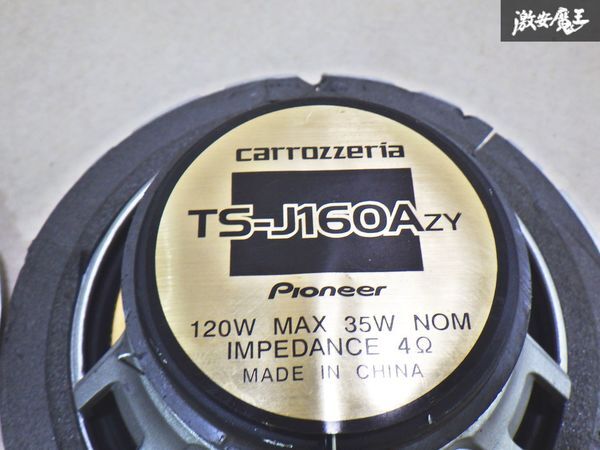 激安魔王
carrozzeria
TS-J160AZY
Pioneer
120W MAX 35W NOM
IMPEDANCE 4Ω
MADE IN CHINA